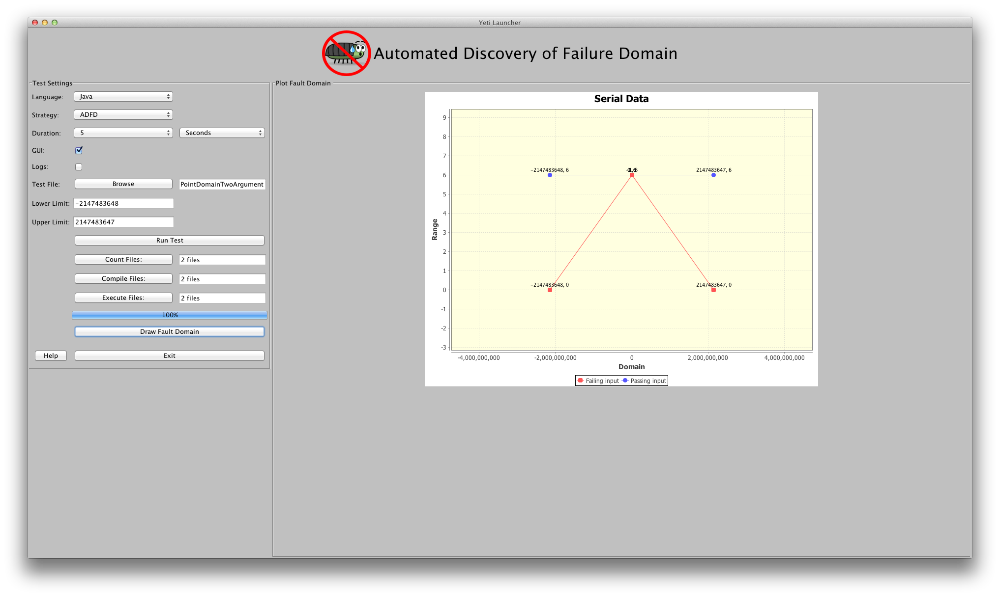 Yeti Launcher
Automated Discovery of Failure Domain
Test Settings
Language: Java
Strategy: ADFD
Duration: 5 Seconds
GUI:
Logs:
Test File: Browse PointDomainTwoArgument
Lower Limit: -2147483648
Upper Limit: 2147483647
Run Test
Count Files: 2 files
Compile Files: 2 files
Execute Files: 2 files
100%
Draw Fault Domain
Help Exit
Plot Fault Domain
Serial Data
Range
9
8
7
6
5
4
3
2
1
0
-1
-2
-3
-2147483648, 6
2147483647, 6
-2147483648, 0
2147483647, 0
-4,000,000,000 -2,000,000,000 0 2,000,000,000 4,000,000,000
Domain
Failing input Passing input